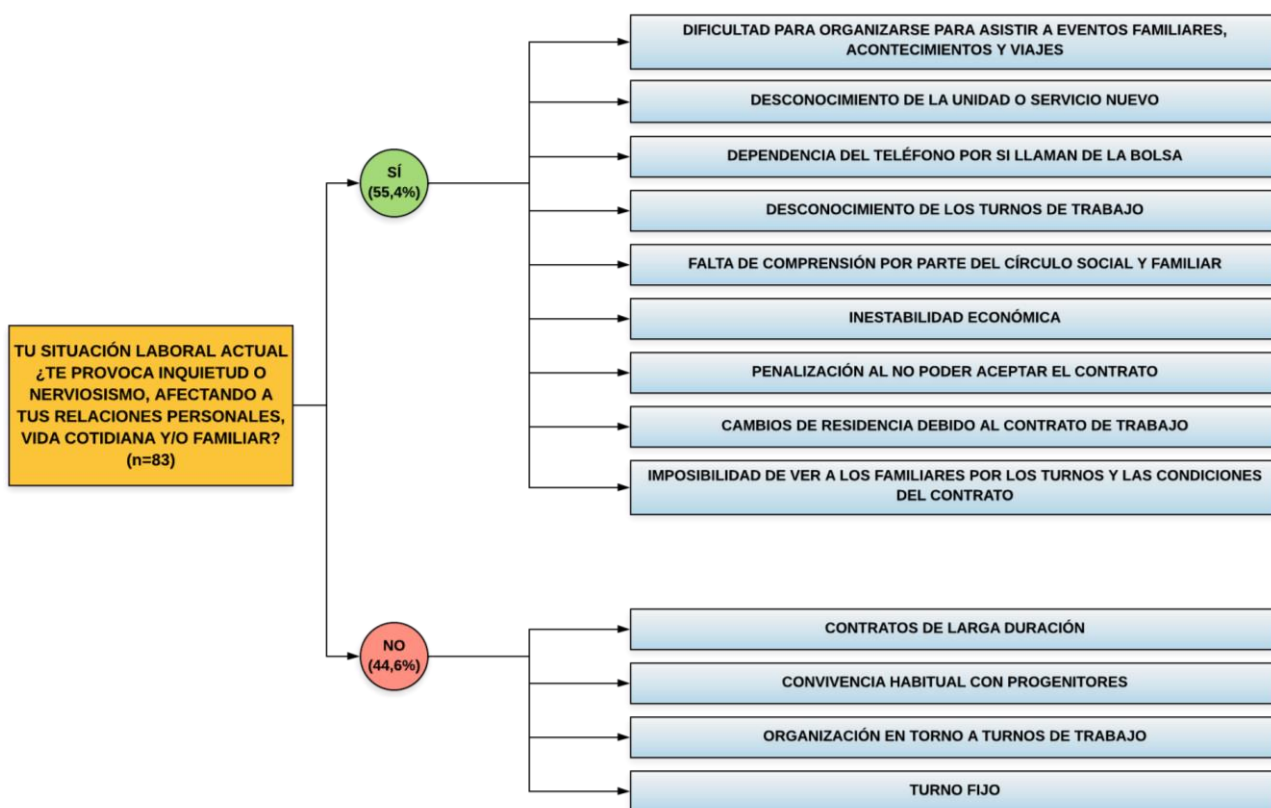 TU SITUACIÓN LABORAL ACTUAL
¿TE PROVOCA INQUIETUD O
NERVIOSISMO, AFECTANDO A
TUS RELACIONES PERSONALES,
VIDA COTIDIANA Y/O FAMILIAR?
(n=83)
SÍ
(55,4%)
DIFICULTAD PARA ORGANIZARSE PARA ASISTIR A EVENTOS FAMILIARES,
ACONTECIMIENTOS Y VIAJES
DESCONOCIMIENTO DE LA UNIDAD O SERVICIO NUEVO
DEPENDENCIA DEL TELÉFONO POR SI LLAMAN DE LA BOLSA
DESCONOCIMIENTO DE LOS TURNOS DE TRABAJO
FALTA DE COMPRENSIÓN POR PARTE DEL CÍRCULO SOCIAL Y FAMILIAR
INESTABILIDAD ECONÓMICA
PENALIZACIÓN AL NO PODER ACEPTAR EL CONTRATO
CAMBIOS DE RESIDENCIA DEBIDO AL CONTRATO DE TRABAJO
IMPOSIBILIDAD DE VER A LOS FAMILIARES POR LOS TURNOS Y LAS CONDICIONES
DEL CONTRATO
NO
(44,6%)
CONTRATOS DE LARGA DURACIÓN
CONVIVENCIA HABITUAL CON PROGENITORES
ORGANIZACIÓN EN TORNO A TURNOS DE TRABAJO
TURNO FIJO